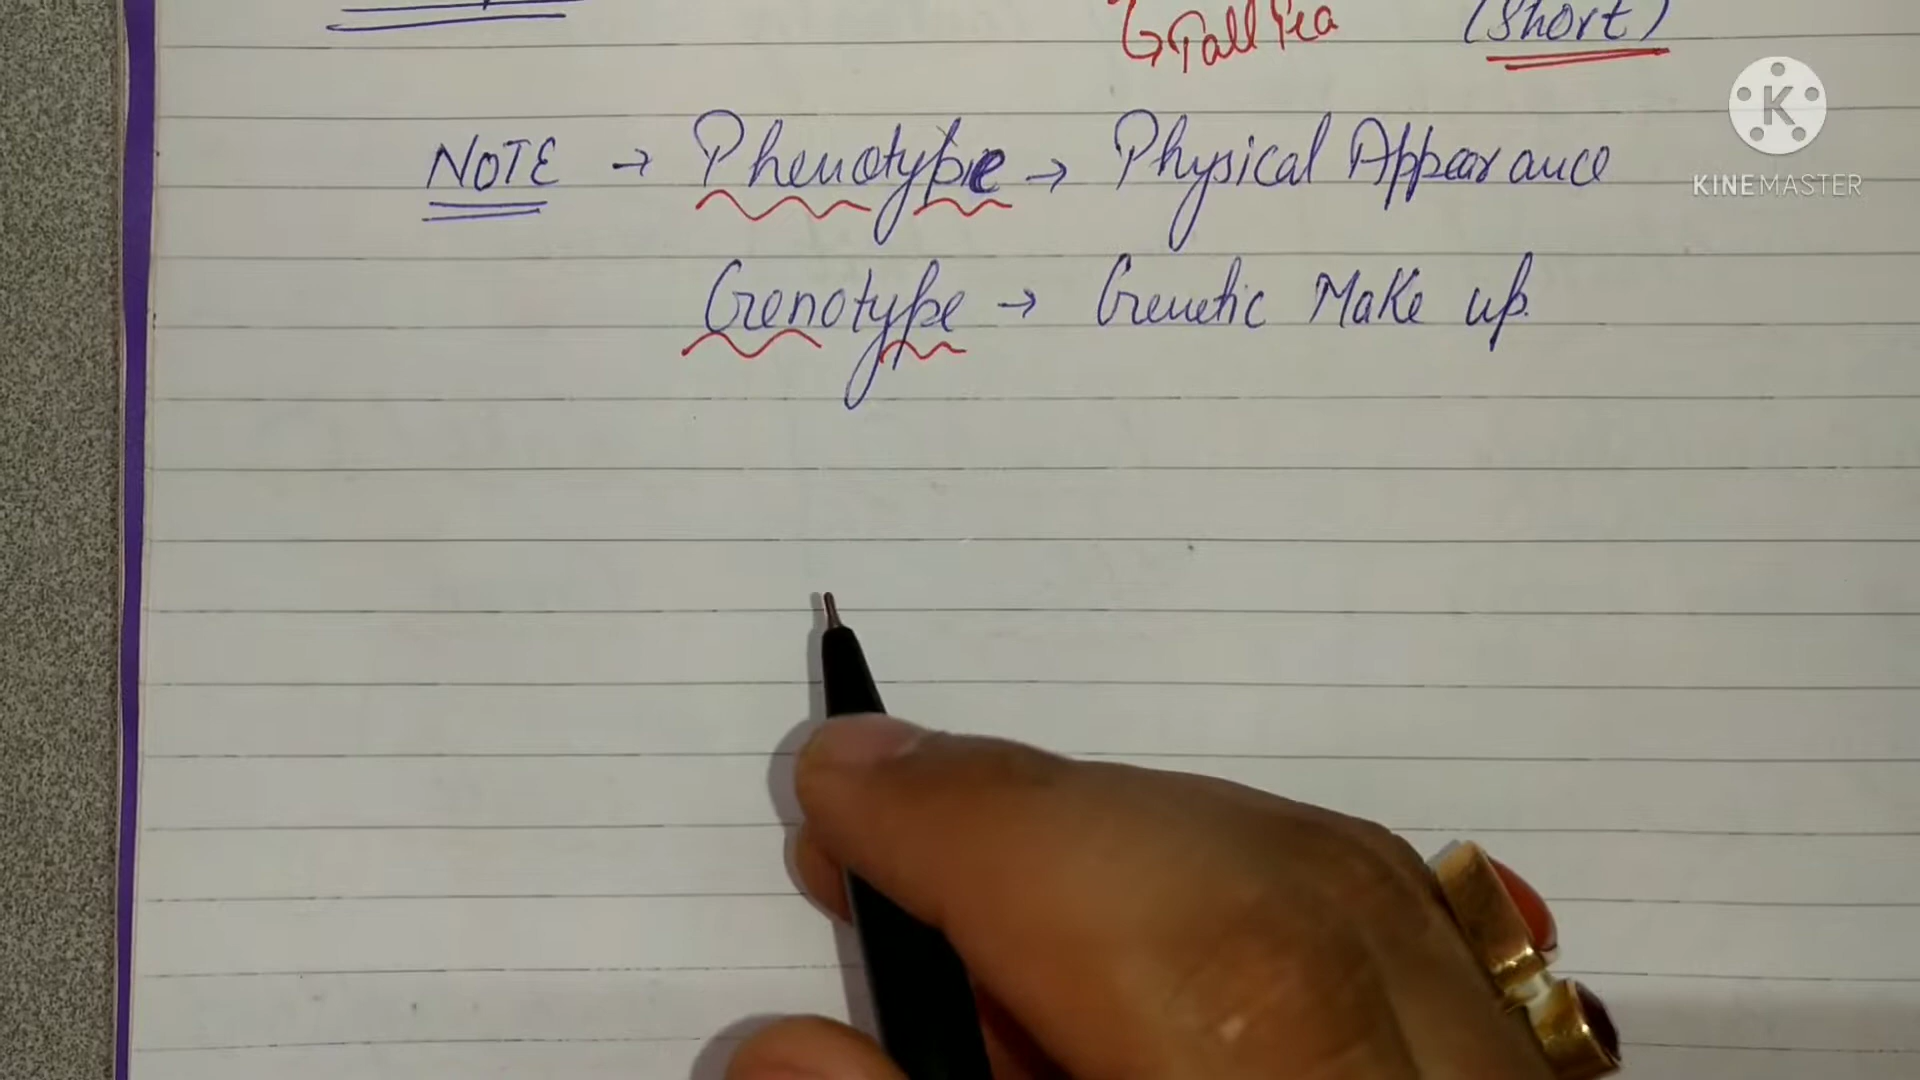 ↳ Tall Pea (Short)
NOTE → Phenotype → Physical Appearance
Genotype → Genetic Make up.
K
KINEMASTER